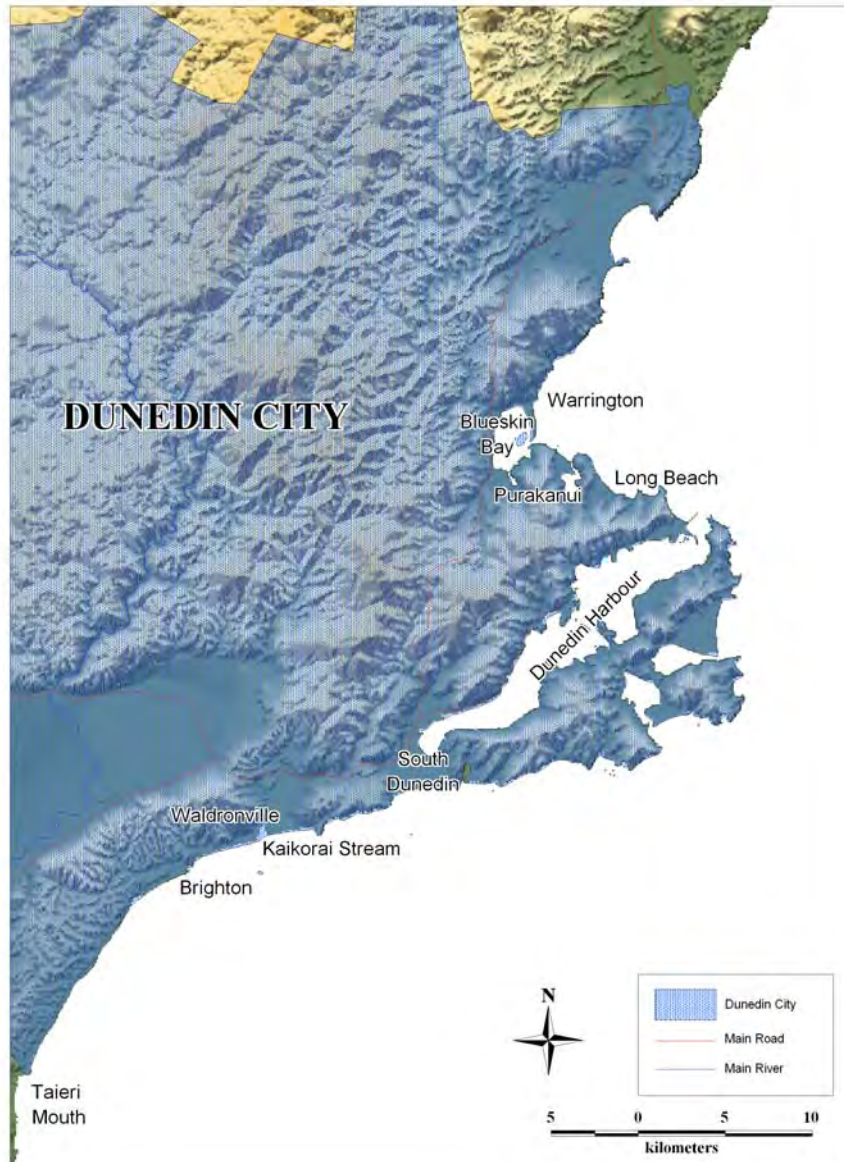 DUNEDIN CITY
Warrington
Blueskin
Bay
Long Beach
Purakanui
Dunedin Harbour
South
Dunedin
Waldronville
Kaikorai Stream
Brighton
Taieri
Mouth
N
Dunedin City
Main Road
Main River
5 0 5 10
kilometers